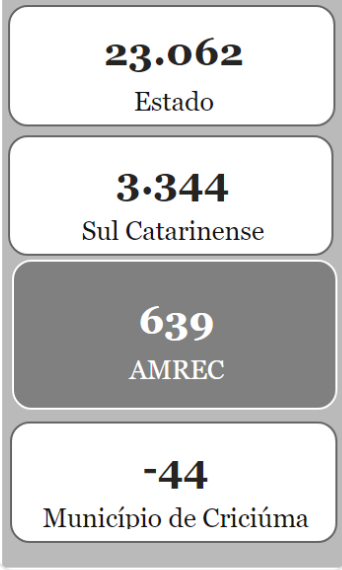 23.062
Estado
3.344
Sul Catarinense
639
AMREC
-44
Município de Criciúma